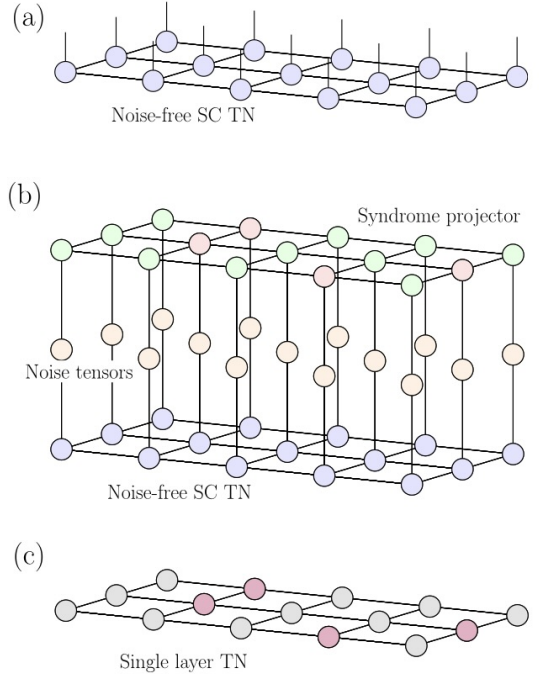 (a)
Noise-free SC TN
(b)
Syndrome projector
Noise tensors
Noise-free SC TN
(c)
Single layer TN